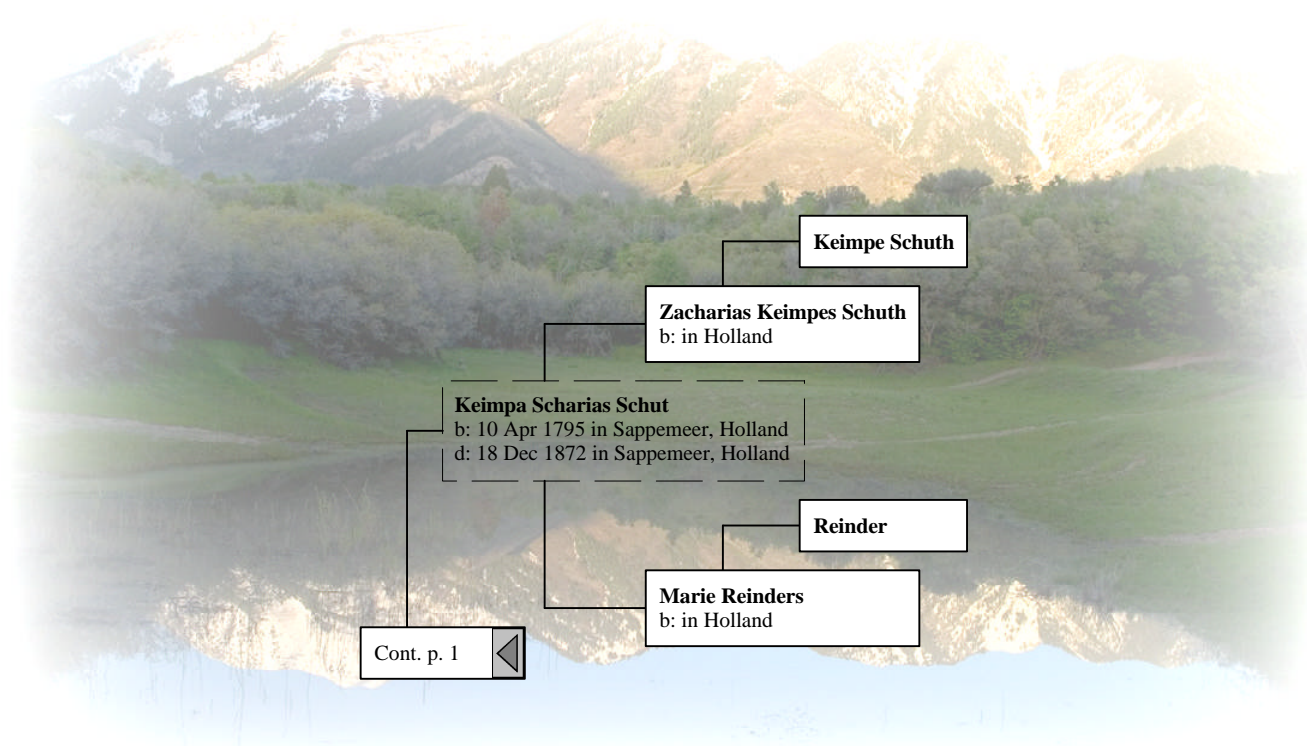 Keimpe Schuth
Zacharias Keimpes Schuth
b: in Holland
Keimpa Scharias Schut
b: 10 Apr 1795 in Sappemeer, Holland
d: 18 Dec 1872 in Sappemeer, Holland
Reinder
Marie Reinders
b: in Holland
Cont. p. 1